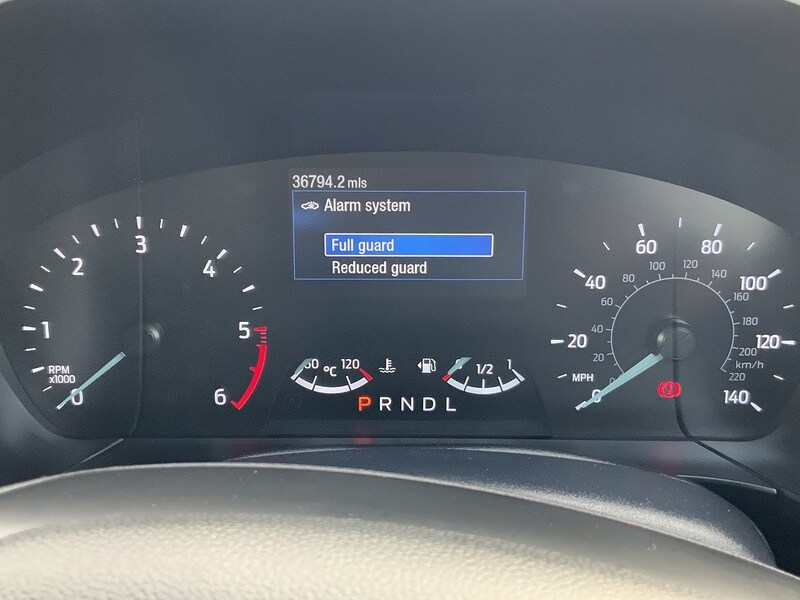 36794.2 mls
Alarm system
Full guard
Reduced guard
1 2 3 4 5 6
RPM
x1000
0
60 °C 120
0 1/2 1
P R N D L
0 20 40 60 80 100 120 140
MPH
20 40 60 80 100 120 140 160 180 200 220
km/h